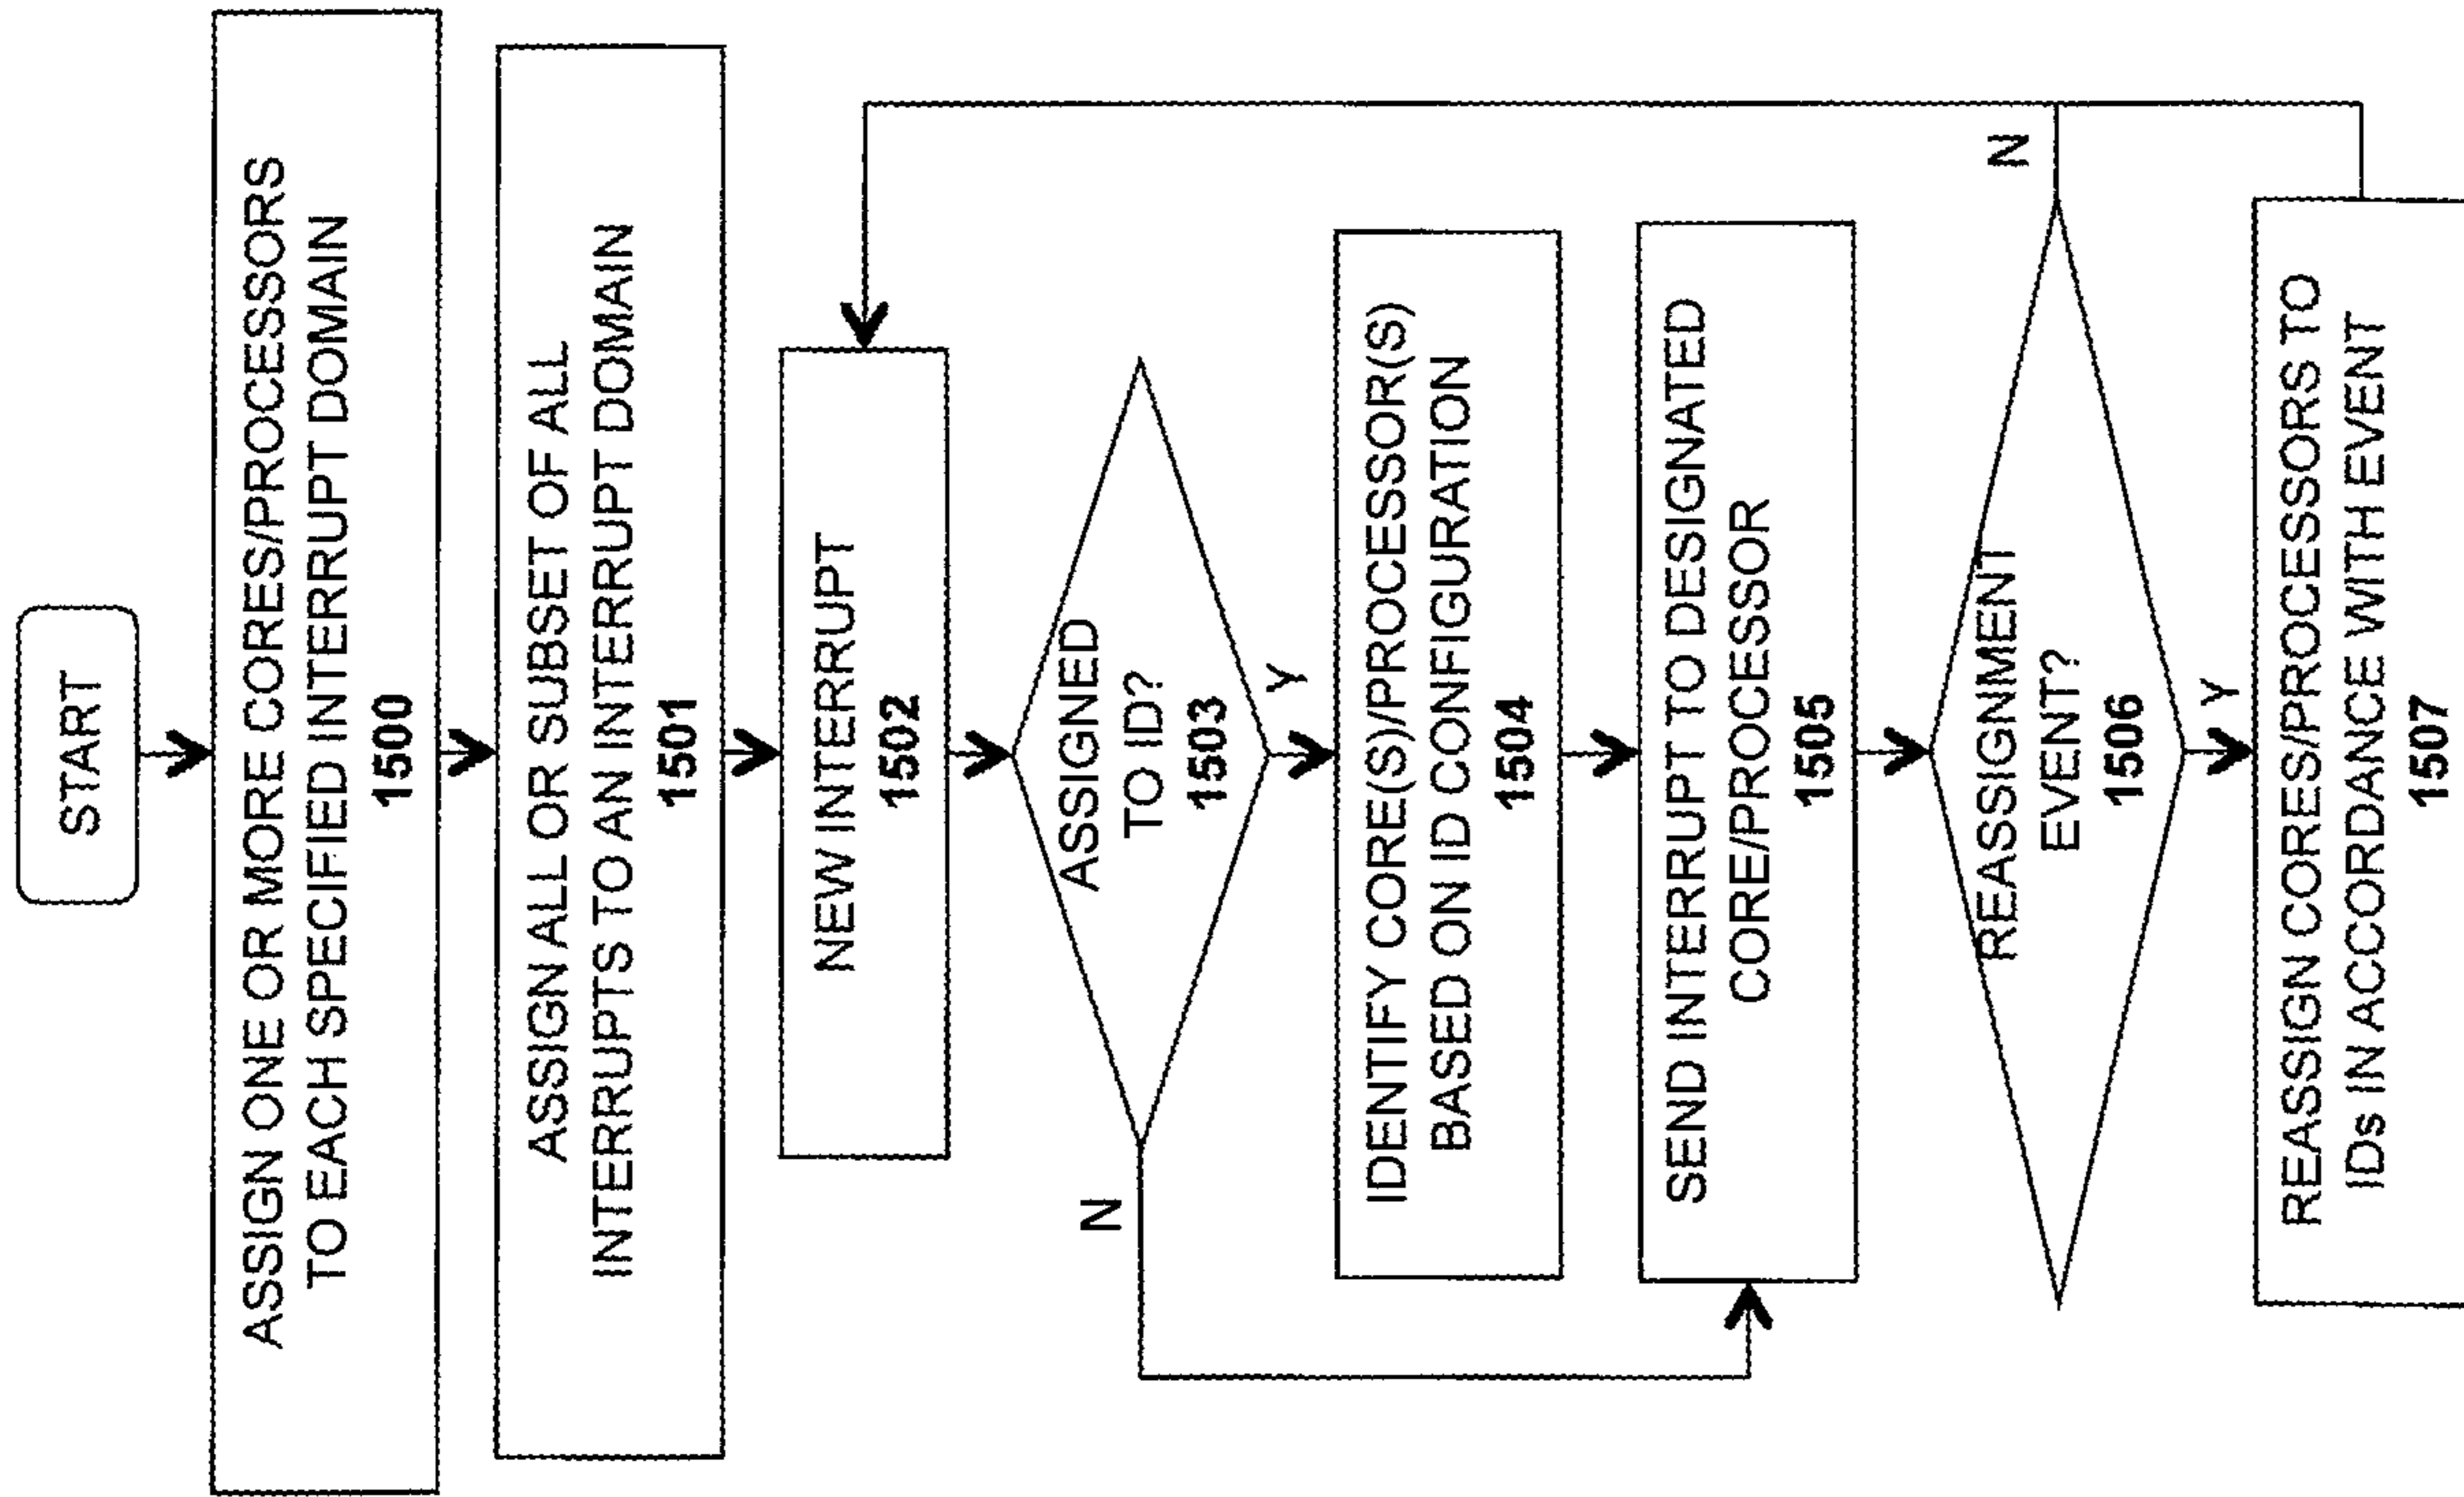 START
ASSIGN ONE OR MORE CORES/PROCESSORS
TO EACH SPECIFIED INTERRUPT DOMAIN
1500
ASSIGN ALL OR SUBSET OF ALL
INTERRUPTS TO AN INTERRUPT DOMAIN
1501
NEW INTERRUPT
1502
ASSIGNED
TO ID?
1503
N
Y
IDENTIFY CORE(S)/PROCESSOR(S)
BASED ON ID CONFIGURATION
1504
SEND INTERRUPT TO DESIGNATED
CORE/PROCESSOR
1505
REASSIGNMENT
EVENT?
1506
N
Y
REASSIGN CORES/PROCESSORS TO
IDs IN ACCORDANCE WITH EVENT
1507